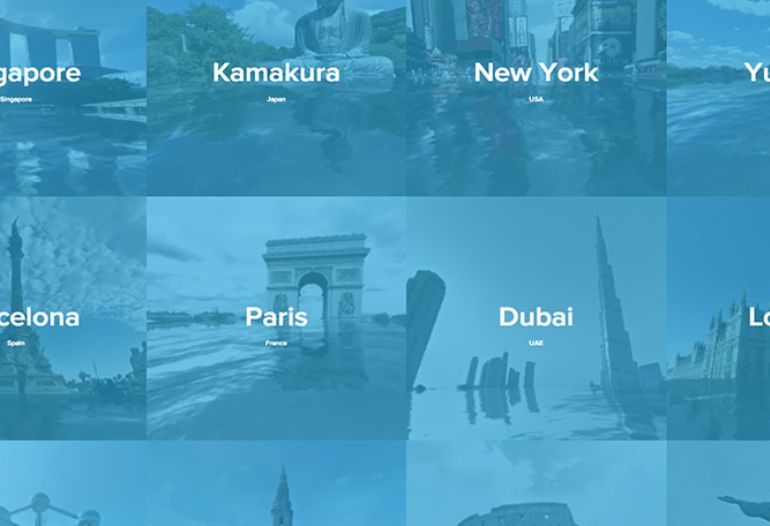 gapore
Singapore
Kamakura
Japan
New York
USA
Yu
celona
Spain
Paris
France
Dubai
UAE
Lo